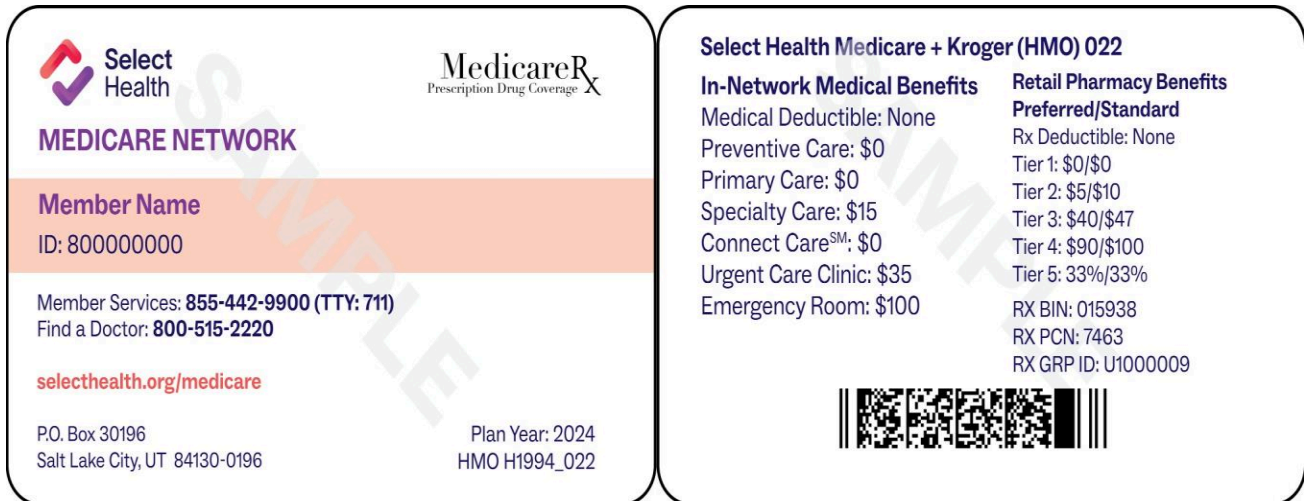 Select
Health
MedicareRx
Prescription Drug Coverage
MEDICARE NETWORK
Member Name
ID: 800000000
Member Services: 855-442-9900 (TTY: 711)
Find a Doctor: 800-515-2220
selecthealth.org/medicare
P.O. Box 30196
Salt Lake City, UT 84130-0196
Plan Year: 2024
HMO H1994_022
SAMPLE
Select Health Medicare + Kroger (HMO) 022
In-Network Medical Benefits
Medical Deductible: None
Preventive Care: $0
Primary Care: $0
Specialty Care: $15
Connect Care℠: $0
Urgent Care Clinic: $35
Emergency Room: $100
Retail Pharmacy Benefits
Preferred/Standard
Rx Deductible: None
Tier 1: $0/$0
Tier 2: $5/$10
Tier 3: $40/$47
Tier 4: $90/$100
Tier 5: 33%/33%
RX BIN: 015938
RX PCN: 7463
RX GRP ID: U1000009
SAMPLE